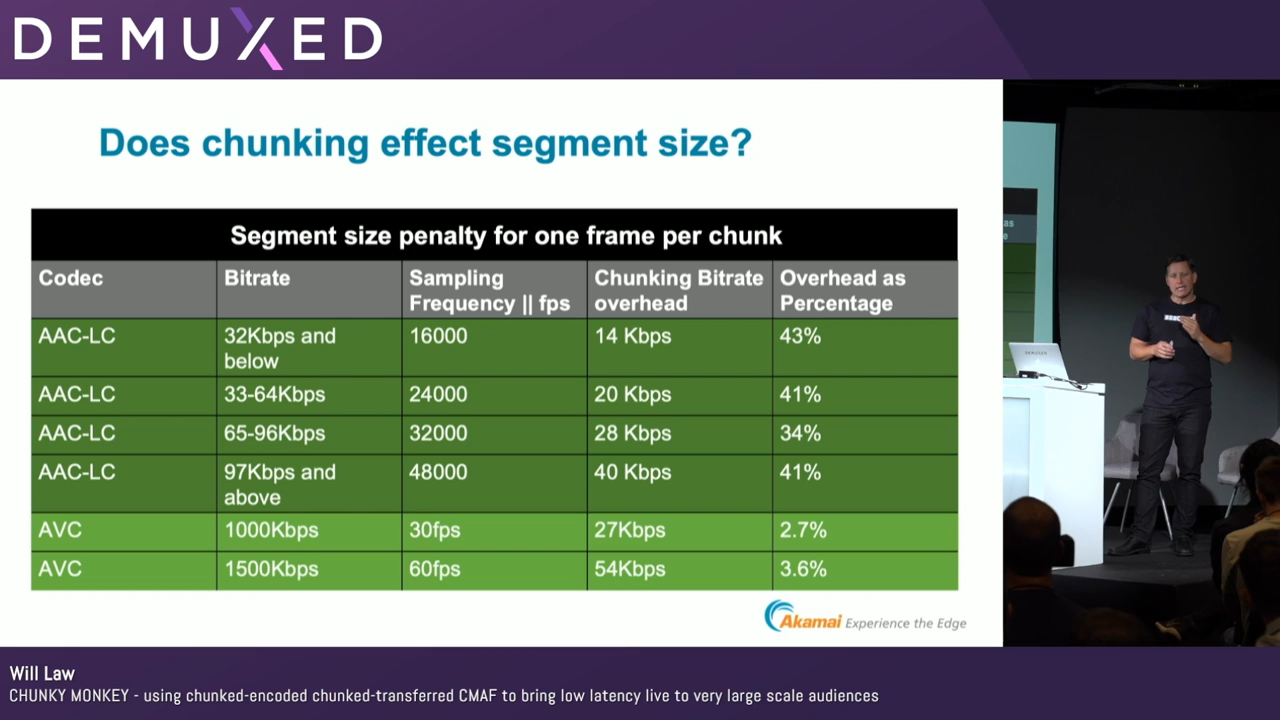 DEMUXED
Does chunking effect segment size?
Segment size penalty for one frame per chunk
Codec Bitrate Sampling Frequency || fps Chunking Bitrate overhead Overhead as Percentage
AAC-LC 32Kbps and below 16000 14 Kbps 43%
AAC-LC 33-64Kbps 24000 20 Kbps 41%
AAC-LC 65-96Kbps 32000 28 Kbps 34%
AAC-LC 97Kbps and above 48000 40 Kbps 41%
AVC 1000Kbps 30fps 27Kbps 2.7%
AVC 1500Kbps 60fps 54Kbps 3.6%
Akamai Experience the Edge
as
DEMUXED
Will Law
CHUNKY MONKEY - using chunked-encoded chunked-transferred CMAF to bring low latency live to very large scale audiences